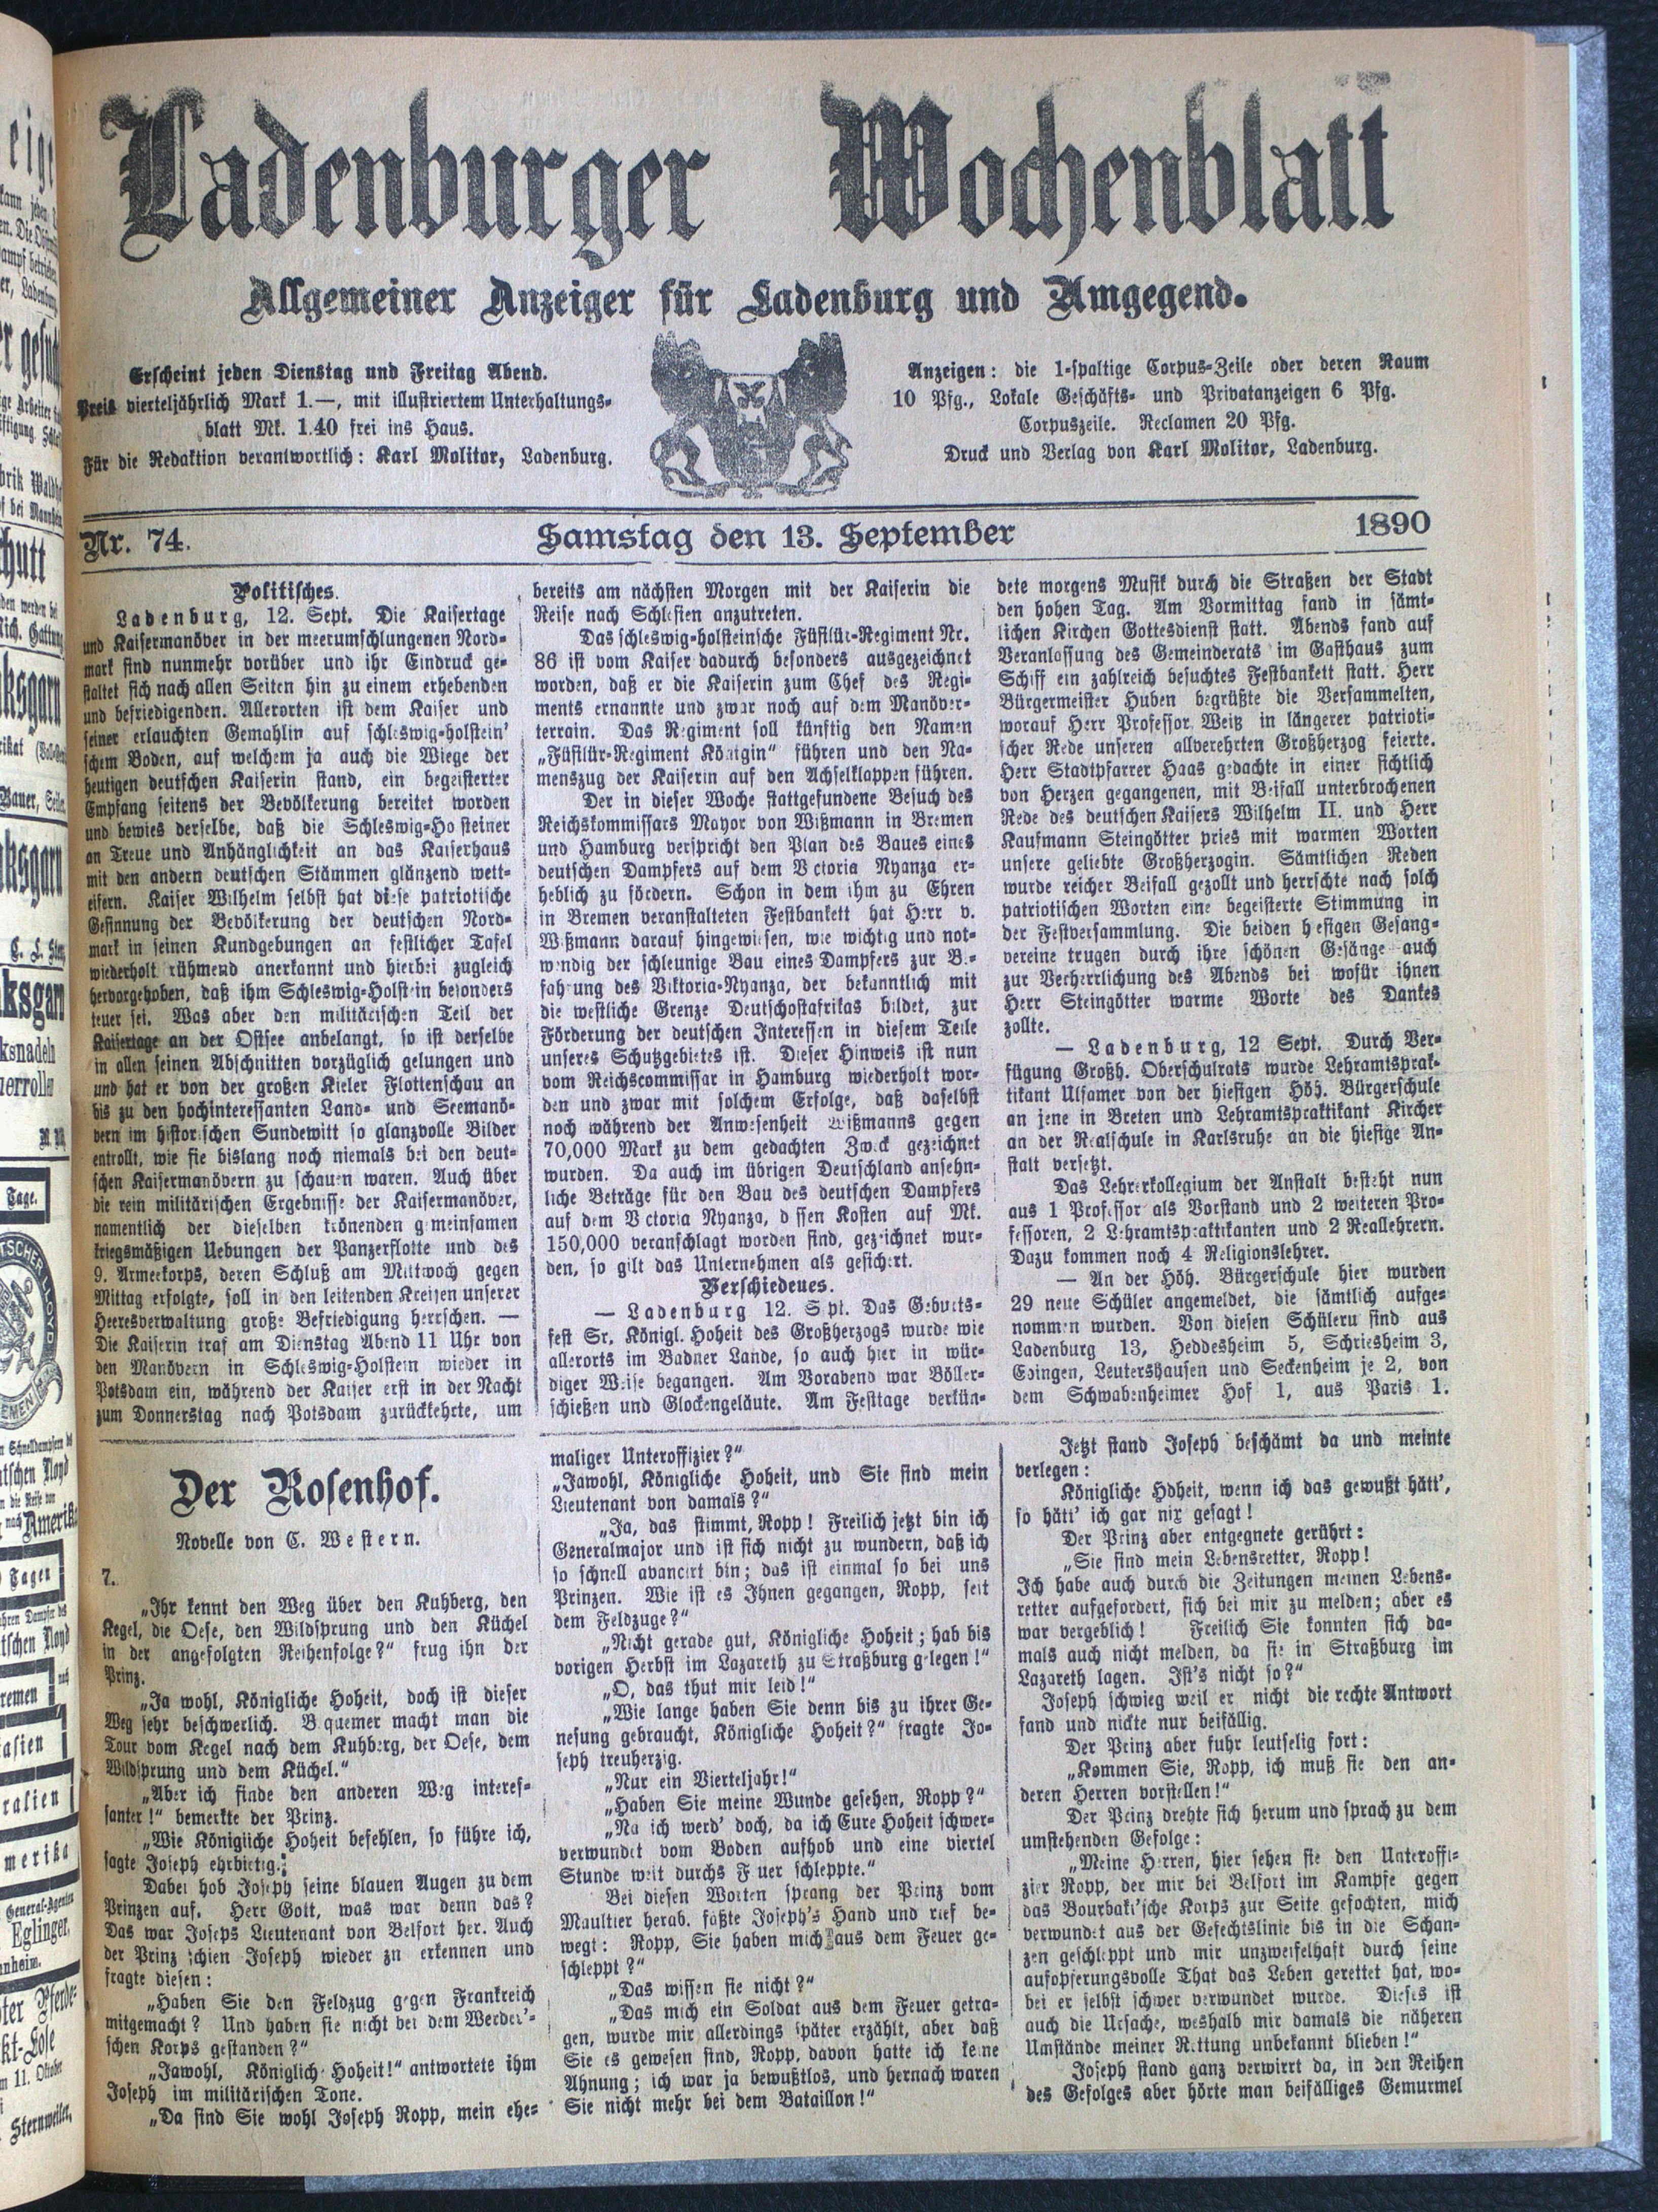 Ladenburger Wochenblatt
Allgemeiner Anzeiger für Ladenburg und Umgegend.
Erscheint jeden Dienstag und Freitag Abend.
Preis vierteljährlich Mark 1.—, mit illustriertem Unterhaltungs-
blatt Mk. 1.40 frei ins Haus.
Für die Redaktion verantwortlich: Karl Molitor, Ladenburg.
Anzeigen: die 1-spaltige Corpus-Zeile oder deren Raum
10 Pfg., Lokale Geschäfts- und Privatanzeigen 6 Pfg.
Corpuszeile. Reclamen 20 Pfg.
Druck und Verlag von Karl Molitor, Ladenburg.
Nr. 74.
Samstag den 13. September
1890
Politisches.
Ladenburg, 12. Sept. Die Kaisertage
und Kaisermanöver in der meerumschlungenen Nord-
mark sind nunmehr vorüber und ihr Eindruck ge-
staltet sich nach allen Seiten hin zu einem erhebenden
und befriedigenden. Allerorten ist dem Kaiser und
seiner erlauchten Gemahlin auf schleswig-holstein'
schem Boden, auf welchem ja auch die Wiege der
heutigen deutschen Kaiserin stand, ein begeisterter
Empfang seitens der Bevölkerung bereitet worden
und bewies derselbe, daß die Schleswig-Ho steiner
an Treue und Anhänglichkeit an das Kaiserhaus
mit den andern deutschen Stämmen glänzend wett-
eifern. Kaiser Wilhelm selbst hat diese patriotische
Gesinnung der Bevölkerung der deutschen Nord-
mark in seinen Kundgebungen an festlicher Tafel
wiederholt rühmend anerkannt und hierbei zugleich
hervorgehoben, daß ihm Schleswig-Holstein besonders
teuer sei. Was aber den militärischen Teil der
Kaisertage an der Ostsee anbelangt, so ist derselbe
in allen seinen Abschnitten vorzüglich gelungen und
und hat er von der großen Kieler Flottenschau an
bis zu den hochinteressanten Land- und Seemanö-
vern im historischen Sundewitt so glanzvolle Bilder
entrollt, wie sie bislang noch niemals bei den deut-
schen Kaisermanövern zu schauen waren. Auch über
die rein militärischen Ergebnisse der Kaisermanöver,
namentlich der dieselben krönenden g meinsamen
kriegsmäßigen Uebungen der Panzerflotte und des
9. Armeekorps, deren Schluß am Mittwoch gegen
Mittag erfolgte, soll in den leitenden Kreisen unserer
Heeresverwaltung große Befriedigung herrschen. —
Die Kaiserin traf am Dienstag Abend 11 Uhr von
den Manövern in Schleswig-Holstein wieder in
Potsdam ein, während der Kaiser erst in der Nacht
zum Donnerstag nach Potsdam zurückkehrte, um
bereits am nächsten Morgen mit der Kaiserin die
Reise nach Schlesien anzutreten.
Das schleswig-holsteinsche Füsilür-Regiment Nr.
86 ist vom Kaiser dadurch besonders ausgezeichnet
worden, daß er die Kaiserin zum Chef des Regi-
ments ernannte und zwar noch auf dem Manöver-
terrain. Das Regiment soll künftig den Namen
„Füsilür-Regiment Königin“ führen und den Na-
menszug der Kaiserin auf den Achselklappen führen.
Der in dieser Woche stattgefundene Besuch des
Reichskommissars Mayor von Wißmann in Bremen
und Hamburg verspricht den Plan des Baues eines
deutschen Dampfers auf dem V ctoria Nyanza er-
heblich zu fördern. Schon in dem ihm zu Ehren
in Bremen veranstalteten Festbankett hat Herr v.
Wißmann darauf hingewiesen, wie wichtig und not-
wendig der schleunige Bau eines Dampfers zur Be-
fahrung des Viktoria-Nyanza, der bekanntlich mit
die westliche Grenze Deutschostafrikas bildet, zur
Förderung der deutschen Interessen in diesem Teile
unseres Schutzgebietes ist. Dieser Hinweis ist nun
vom Reichscommissar in Hamburg wiederholt wor-
den und zwar mit solchem Erfolge, daß daselbst
noch während der Anwesenheit Wißmanns gegen
70,000 Mark zu dem gedachten Zweck gezeichnet
wurden. Da auch im übrigen Deutschland ansehn-
liche Beträge für den Bau des deutschen Dampfers
auf dem V ctoria Nyanza, d ssen Kosten auf Mk.
150,000 veranschlagt worden sind, gezeichnet wur-
den, so gilt das Unternehmen als gesichert.
Verschiedenes.
— Ladenburg 12. Spt. Das Geburts-
fest Sr. Königl. Hoheit des Großherzogs wurde wie
allerorts im Badner Lande, so auch hier in wür-
diger Weise begangen. Am Vorabend war Böller-
schießen und Glockengeläute. Am Festtage verkün-
dete morgens Musik durch die Straßen der Stadt
den hohen Tag. Am Vormittag fand in sämt-
lichen Kirchen Gottesdienst statt. Abends fand auf
Veranlassung des Gemeinderats im Gasthaus zum
Schiff ein zahlreich besuchtes Festbankett statt. Herr
Bürgermeister Huben begrüßte die Versammelten,
worauf Herr Professor Weiß in längerer patrioti-
scher Rede unseren allverehrten Großherzog feierte.
Herr Stadtpfarrer Haas gedachte in einer sichtlich
von Herzen gegangenen, mit Beifall unterbrochenen
Rede des deutschen Kaisers Wilhelm II. und Herr
Kaufmann Steingötter pries mit warmen Worten
unsere geliebte Großherzogin. Sämtlichen Reden
wurde reicher Beifall gezollt und herrschte nach solch
patriotischen Worten eine begeisterte Stimmung in
der Festversammlung. Die beiden hiesigen Gesang-
vereine trugen durch ihre schönen Gesänge auch
zur Verherrlichung des Abends bei wofür ihnen
Herr Steingötter warme Worte des Dankes
zollte.
— Ladenburg, 12 Sept. Durch Ver-
fügung Großh. Oberschulrats wurde Lehramtsprak-
tikant Ulsamer von der hiesigen Höh. Bürgerschule
an jene in Breten und Lehramtspraktikant Kircher
an der Realschule in Karlsruhe an die hiesige An-
stalt versetzt.
Das Lehrerkollegium der Anstalt besteht nun
aus 1 Professor als Vorstand und 2 weiteren Pro-
fessoren, 2 Lehramtspraktikanten und 2 Reallehrern.
Dazu kommen noch 4 Religionslehrer.
— An der Höh. Bürgerschule hier wurden
29 neue Schüler angemeldet, die sämtlich aufge-
nommen wurden. Von diesen Schüleru sind aus
Ladenburg 13, Heddesheim 5, Schriesheim 3,
Edingen, Leutershausen und Seckenheim je 2, von
dem Schwabenheimer Hof 1, aus Paris 1.
Der Rosenhof.
Novelle von C. Western.
7.
„Ihr kennt den Weg über den Kuhberg, den
Kegel, die Oese, den Wildsprung und den Küchel
in der angefolgten Reihenfolge?“ frug ihn der
Prinz.
„Ja wohl, Königliche Hoheit, doch ist dieser
Weg sehr beschwerlich. B quemer macht man die
Tour vom Kegel nach dem Kuhberg, der Oese, dem
Wildsprung und dem Küchel.“
„Aber ich finde den anderen Weg interes-
santer!“ bemerkte der Prinz.
„Wie Königliche Hoheit befehlen, so führe ich,
sagte Joseph ehrbietig.
Dabei hob Joseph seine blauen Augen zu dem
Prinzen auf. Herr Gott, was war denn das?
Das war Joseps Lieutenant von Belfort her. Auch
der Prinz schien Joseph wieder zu erkennen und
fragte diesen:
„Haben Sie den Feldzug gegen Frankreich
mitgemacht? Und haben sie nicht bei dem Werder'-
schen Korps gestanden?“
„Jawohl, Königliche Hoheit!“ antwortete ihm
Joseph im militärischen Tone.
„Da sind Sie wohl Joseph Ropp, mein ehe-
maliger Unteroffizier?“
„Jawohl, Königliche Hoheit, und Sie sind mein
Lieutenant von damals?“
„Ja, das stimmt, Ropp! Freilich jetzt bin ich
Generalmajor und ist sich nicht zu wundern, daß ich
so schnell avancirt bin; das ist einmal so bei uns
Prinzen. Wie ist es Ihnen gegangen, Ropp, seit
dem Feldzuge?“
„Nicht gerade gut, Königliche Hoheit; hab bis
vorigen Herbst im Lazareth zu Straßburg gelegen!“
„O, das thut mir leid!“
„Wie lange haben Sie denn bis zu ihrer Ge-
nesung gebraucht, Königliche Hoheit?“ fragte Jo-
seph treuherzig.
„Nur ein Vierteljahr!“
„Haben Sie meine Wunde gesehen, Ropp?“
„Na ich werd' doch, da ich Eure Hoheit schwer-
verwundet vom Boden aufhob und eine viertel
Stunde weit durchs F uer schleppte.“
Bei diesen Worten sprang der Prinz vom
Maultier herab. faßte Joseph's Hand und rief be-
wegt: Ropp, Sie haben mich aus dem Feuer ge-
schleppt?“
„Das wissen sie nicht?“
„Das mich ein Soldat aus dem Feuer getra-
gen, wurde mir allerdings später erzählt, aber daß
Sie es gewesen sind, Ropp, davon hatte ich keine
Ahnung; ich war ja bewußtlos, und hernach waren
Sie nicht mehr bei dem Bataillon!“
Jetzt stand Joseph beschämt da und meinte
verlegen:
Königliche Hoheit, wenn ich das gewußt hätt',
so hätt' ich gar nix gesagt!
Der Prinz aber entgegnete gerührt:
„Sie sind mein Lebensretter, Ropp!
Ich habe auch durch die Zeitungen meinen Lebens-
retter aufgefordert, sich bei mir zu melden; aber es
war vergeblich! Freilich Sie konnten sich da-
mals auch nicht melden, da sie in Straßburg im
Lazareth lagen. Ist's nicht so?“
Joseph schwieg weil er nicht die rechte Antwort
fand und nickte nur beifällig.
Der Prinz aber fuhr leutselig fort:
„Kommen Sie, Ropp, ich muß sie den an-
deren Herren vorstellen!“
Der Prinz drehte sich herum und sprach zu dem
umstehenden Gefolge:
„Meine Herren, hier sehen sie den Unteroffi-
zier Ropp, der mir bei Belfort im Kampfe gegen
das Bourbaki'sche Korps zur Seite gefochten, mich
verwundet aus der Gefechtslinie bis in die Schan-
zen geschleppt und mir unzweifelhaft durch seine
aufopferungsvolle That das Leben gerettet hat, wo-
bei er selbst schwer verwundet wurde. Dieses ist
auch die Ursache, weshalb mir damals die näheren
Umstände meiner Rettung unbekannt blieben!“
Joseph stand ganz verwirrt da, in den Reihen
des Gefolges aber hörte man beifälliges Gemurmel